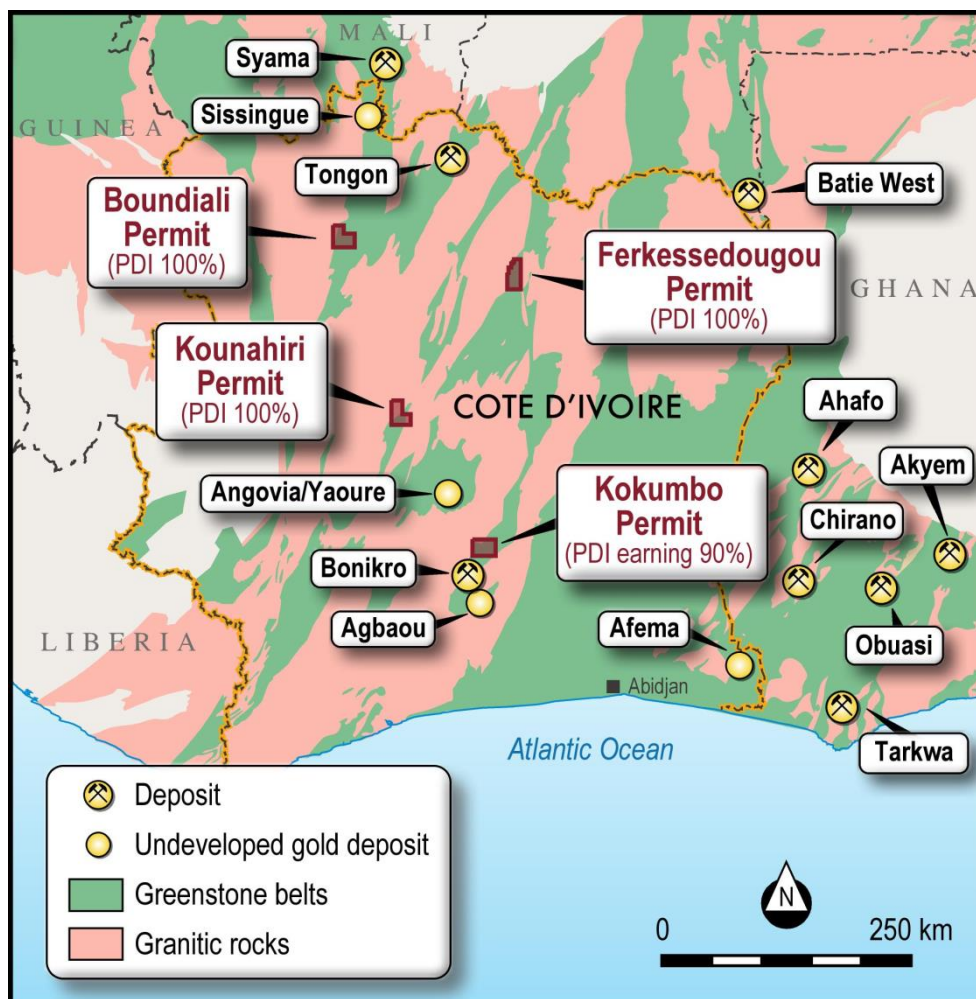 MALI
Syama
Sissingue
GUINEA
Tongon
Batie West
Boundiali
Permit
(PDI 100%)
Ferkessedougou
Permit
(PDI 100%)
GHANA
Kounahiri
Permit
(PDI 100%)
COTE D'IVOIRE
Ahafo
Akyem
Angovia/Yaoure
Kokumbo
Permit
(PDI earning 90%)
Chirano
Bonikro
Agbaou
Afema
Obuasi
LIBERIA
Abidjan
Atlantic Ocean
Tarkwa
Deposit
Undeveloped gold deposit
Greenstone belts
Granitic rocks
N
0 250 km